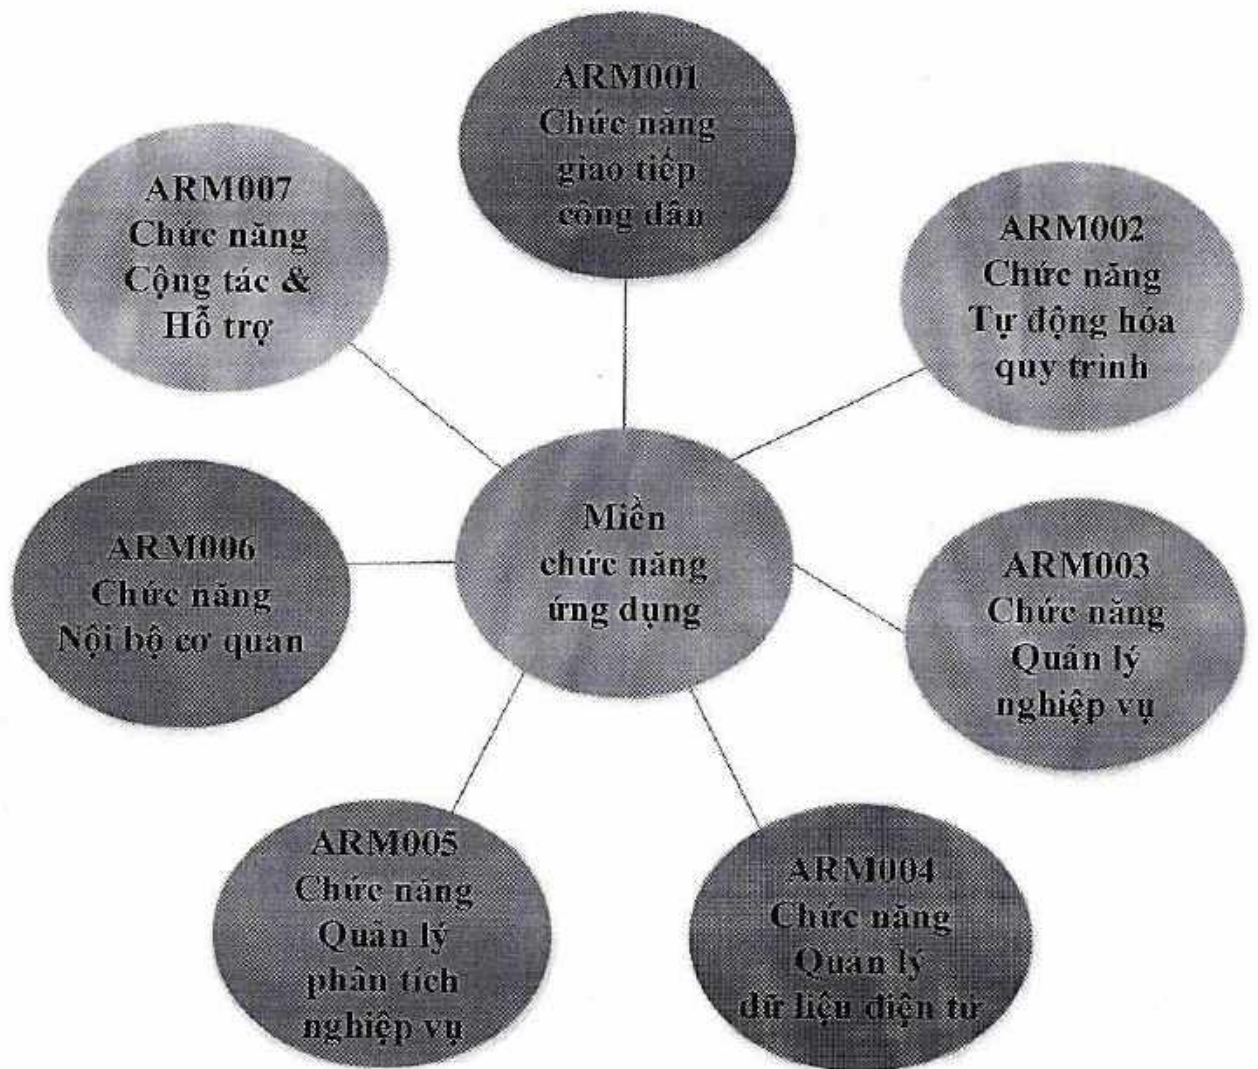 ARM001
Chức năng
giao tiếp
công dân
ARM002
Chức năng
Tự động hóa
quy trình
ARM003
Chức năng
Quản lý
nghiệp vụ
ARM004
Chức năng
Quản lý
dữ liệu điện tử
ARM005
Chức năng
Quản lý
phân tích
nghiệp vụ
ARM006
Chức năng
Nội bộ cơ quan
ARM007
Chức năng
Cộng tác &
Hỗ trợ
Miền
chức năng
ứng dụng